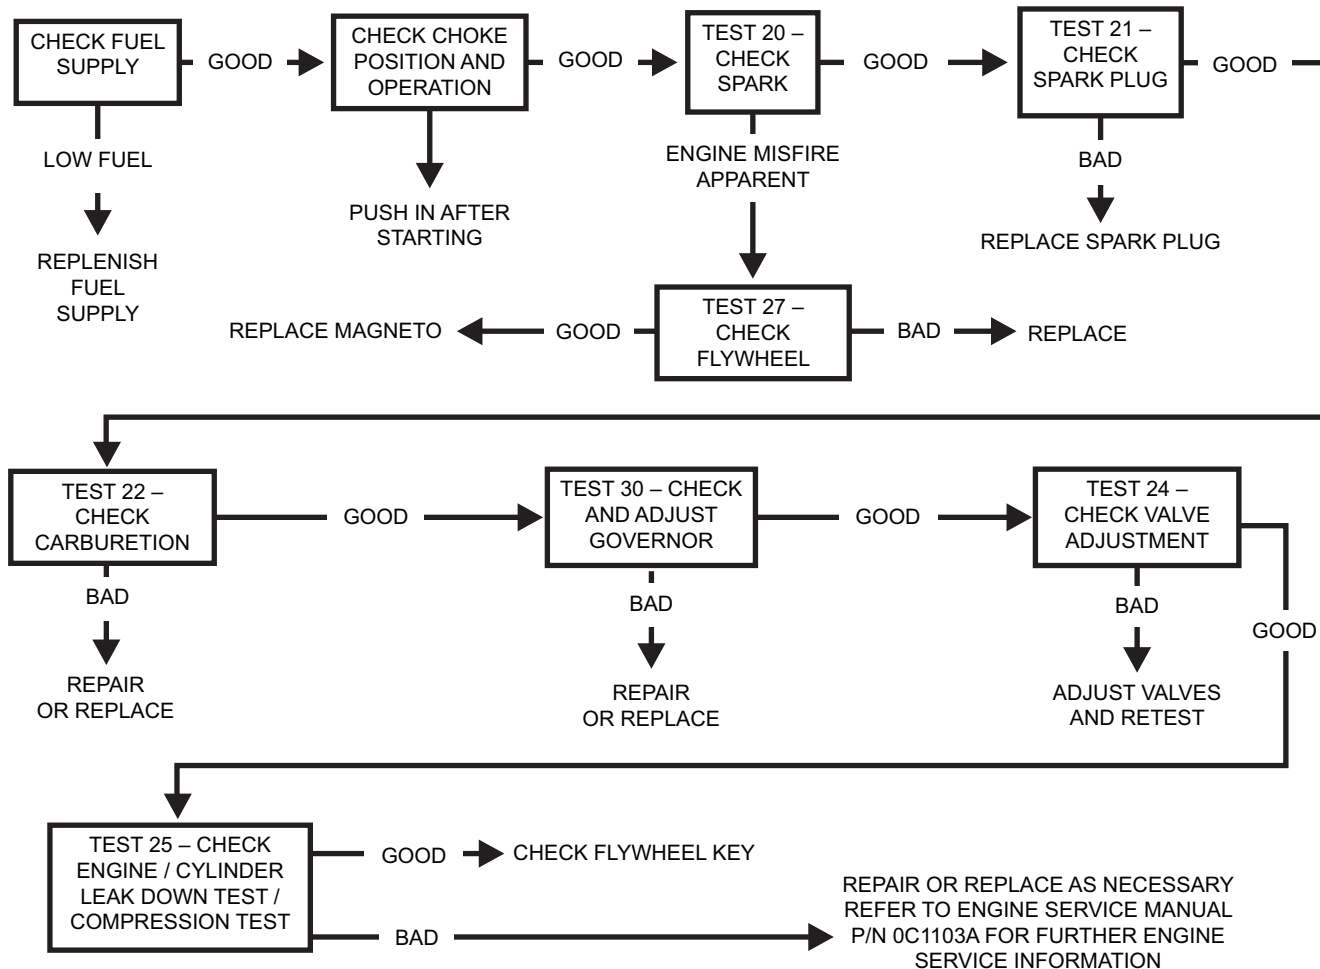 CHECK FUEL
SUPPLY
GOOD
CHECK CHOKE
POSITION AND
OPERATION
GOOD
TEST 20 –
CHECK
SPARK
GOOD
TEST 21 –
CHECK
SPARK PLUG
GOOD
LOW FUEL
REPLENISH
FUEL
SUPPLY
PUSH IN AFTER
STARTING
ENGINE MISFIRE
APPARENT
BAD
REPLACE SPARK PLUG
REPLACE MAGNETO
GOOD
TEST 27 –
CHECK
FLYWHEEL
BAD
REPLACE
TEST 22 –
CHECK
CARBURETION
GOOD
TEST 30 – CHECK
AND ADJUST
GOVERNOR
GOOD
TEST 24 –
CHECK VALVE
ADJUSTMENT
GOOD
BAD
REPAIR
OR REPLACE
BAD
REPAIR
OR REPLACE
BAD
ADJUST VALVES
AND RETEST
TEST 25 – CHECK
ENGINE / CYLINDER
LEAK DOWN TEST /
COMPRESSION TEST
GOOD
CHECK FLYWHEEL KEY
BAD
REPAIR OR REPLACE AS NECESSARY
REFER TO ENGINE SERVICE MANUAL
P/N 0C1103A FOR FURTHER ENGINE
SERVICE INFORMATION